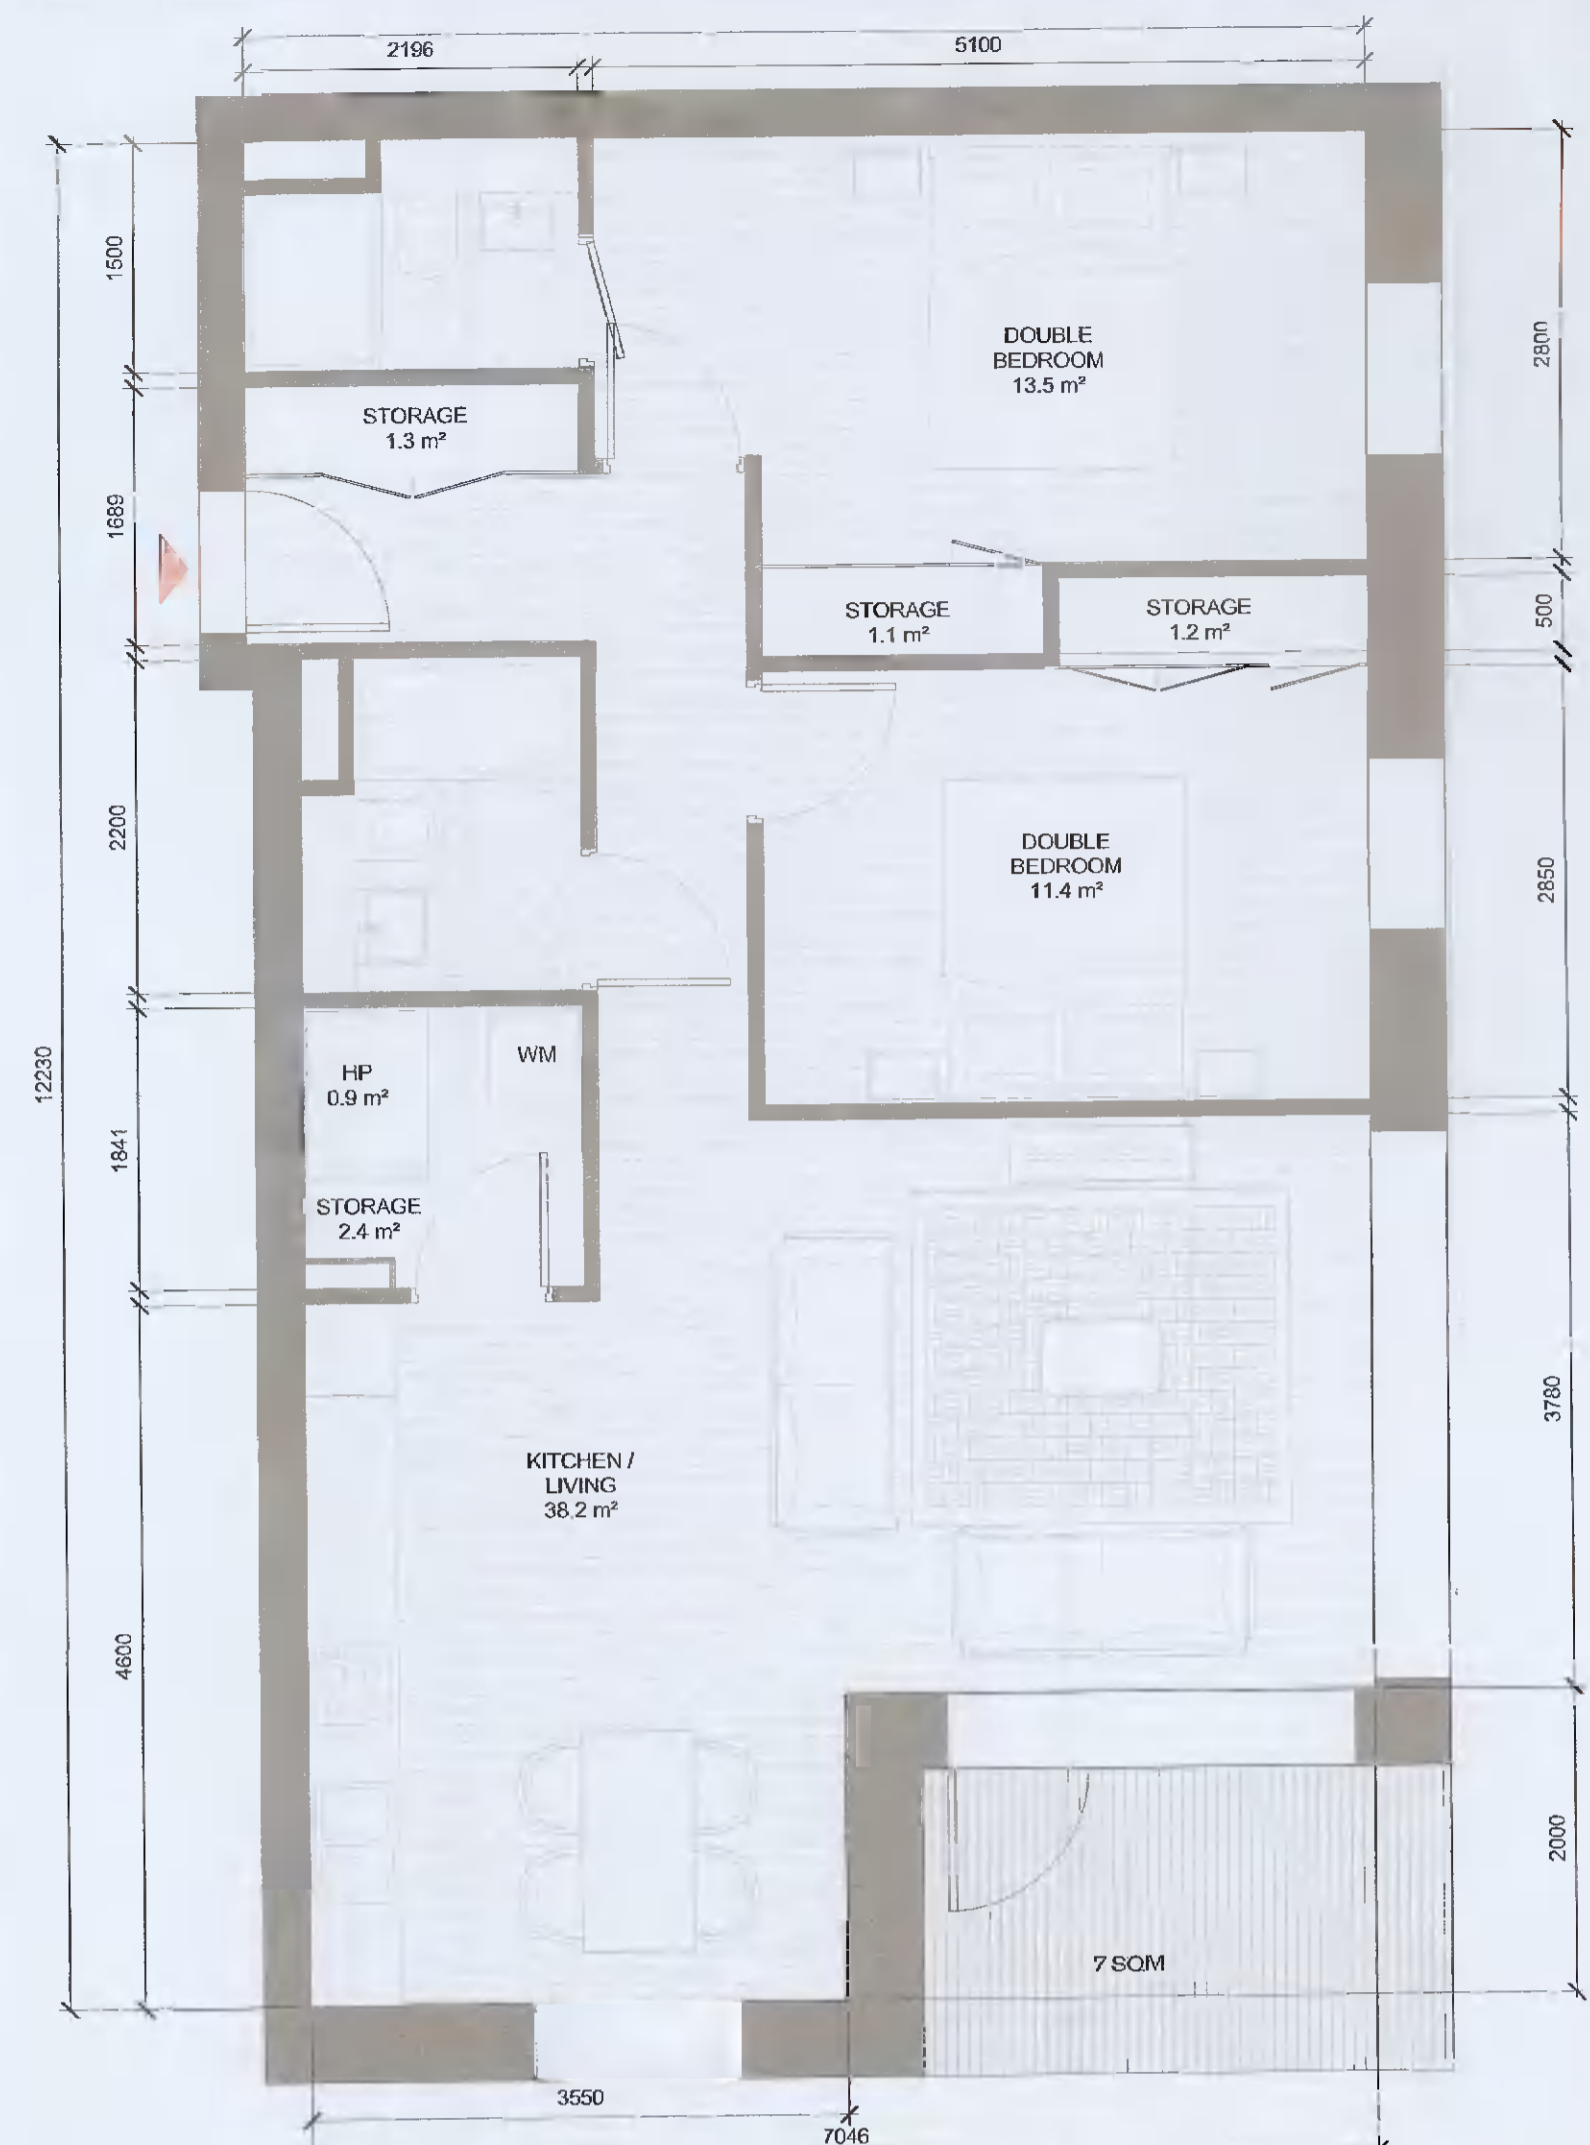 2196
5100
1500
2800
DOUBLE
BEDROOM
13.5 m²
STORAGE
1.3 m²
1689
STORAGE
1.1 m²
STORAGE
1.2 m²
500
2200
DOUBLE
BEDROOM
11.4 m²
2850
12230
HP
0.9 m²
WM
1841
STORAGE
2.4 m²
3780
KITCHEN /
LIVING
38.2 m²
4600
2000
7 SQM
3550
7046